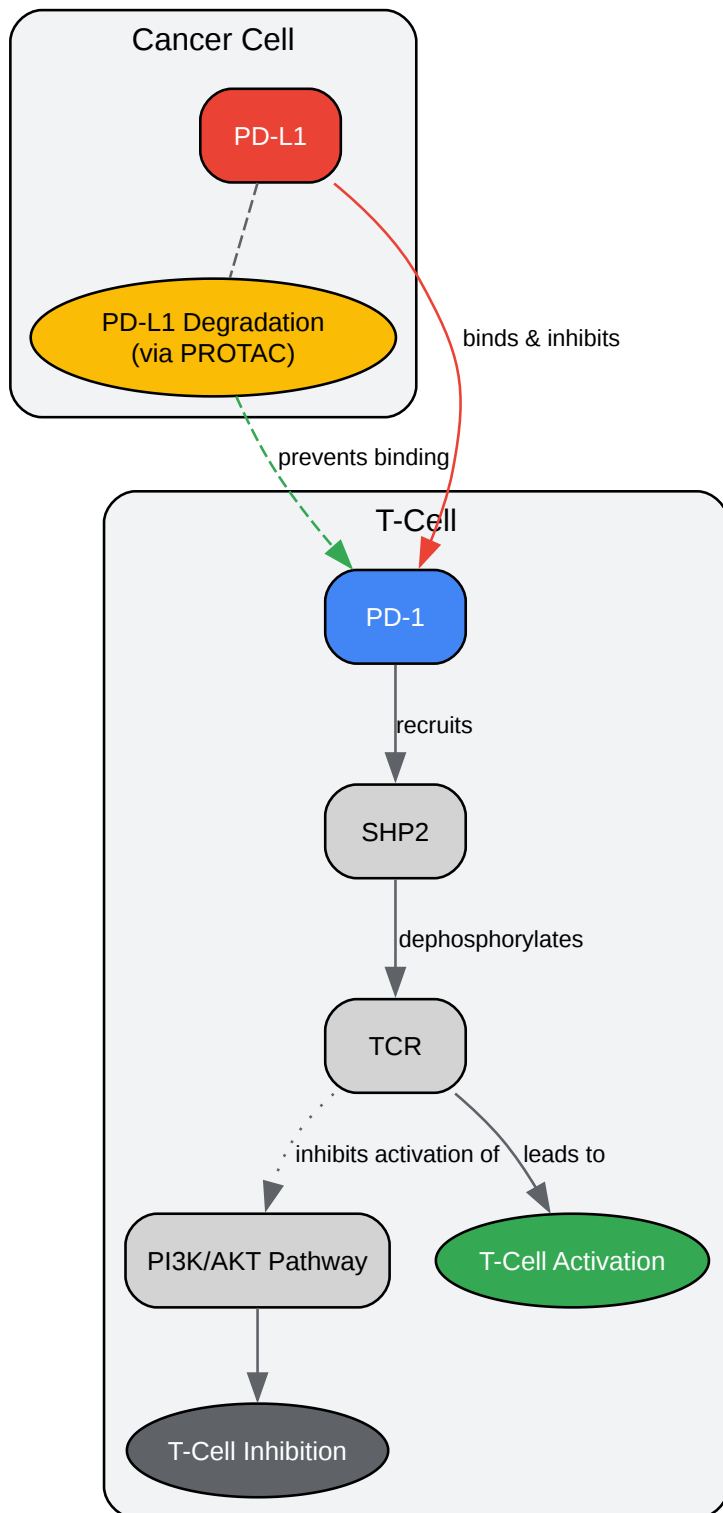 Cancer Cell
PD-L1
PD-L1 Degradation
(via PROTAC)
binds & inhibits
prevents binding
T-Cell
PD-1
recruits
SHP2
dephosphorylates
TCR
inhibits activation of
leads to
PI3K/AKT Pathway
T-Cell Activation
T-Cell Inhibition